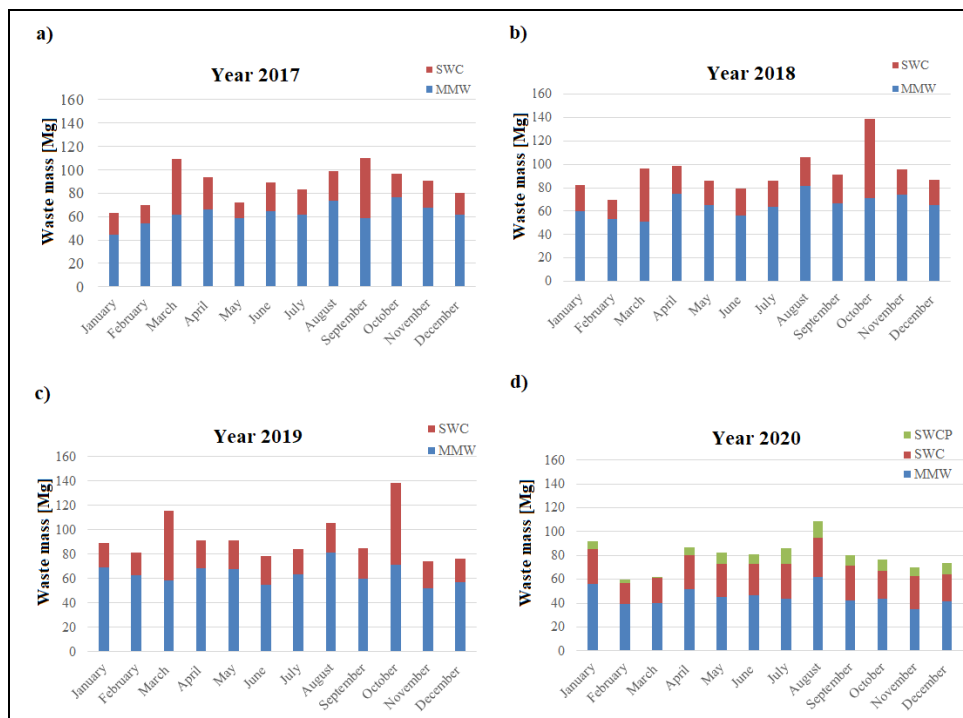 a)
Year 2017
SWC
MMW
Waste mass [Mg]
160
140
120
100
80
60
40
20
0
January
February
March
April
May
June
July
August
September
October
November
December
b)
Year 2018
SWC
MMW
Waste mass [Mg]
160
140
120
100
80
60
40
20
0
January
February
March
April
May
June
July
August
September
October
November
December
c)
Year 2019
SWC
MMW
Waste mass [Mg]
160
140
120
100
80
60
40
20
0
January
February
March
April
May
June
July
August
September
October
November
December
d)
Year 2020
SWCP
SWC
MMW
Waste mass [Mg]
160
140
120
100
80
60
40
20
0
January
February
March
April
May
June
July
August
September
October
November
December